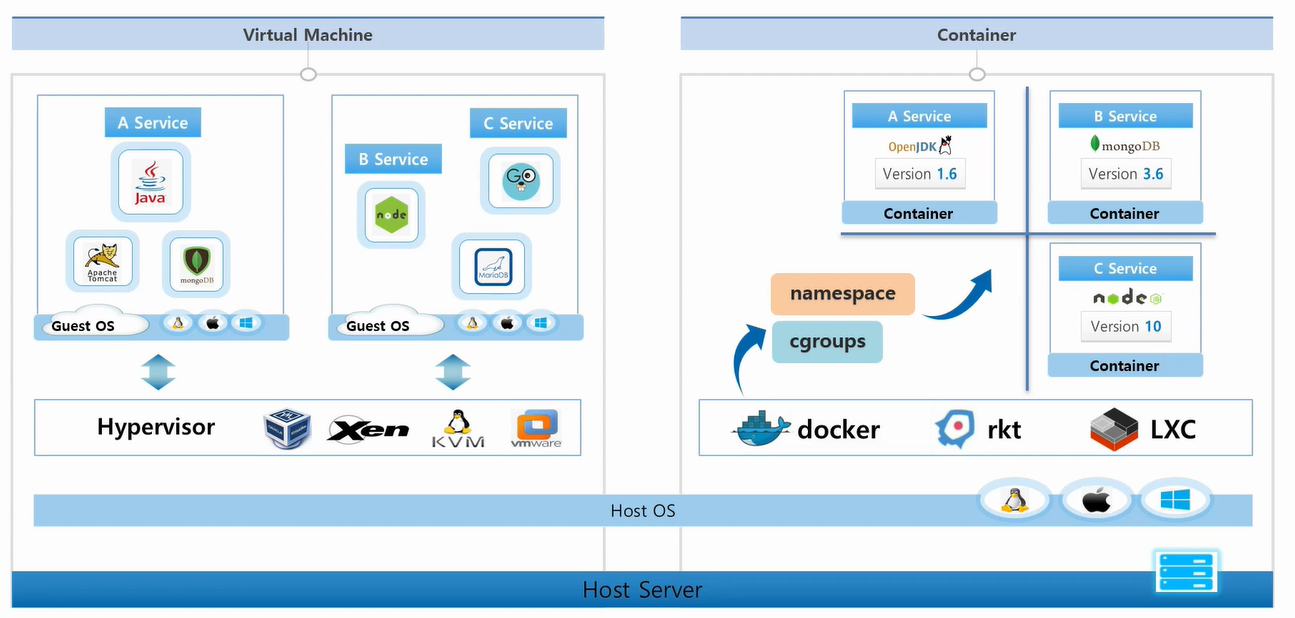 Virtual Machine
Container
A Service
Java
Apache
Tomcat
mongoDB
Guest OS
B Service
node
C Service
GO
MariaDB
Guest OS
A Service
OpenJDK
Version 1.6
Container
B Service
mongoDB
Version 3.6
Container
C Service
node
Version 10
Container
namespace
cgroups
Hypervisor
Xen
KVM
vmware
docker
rkt
LXC
Host OS
Host Server